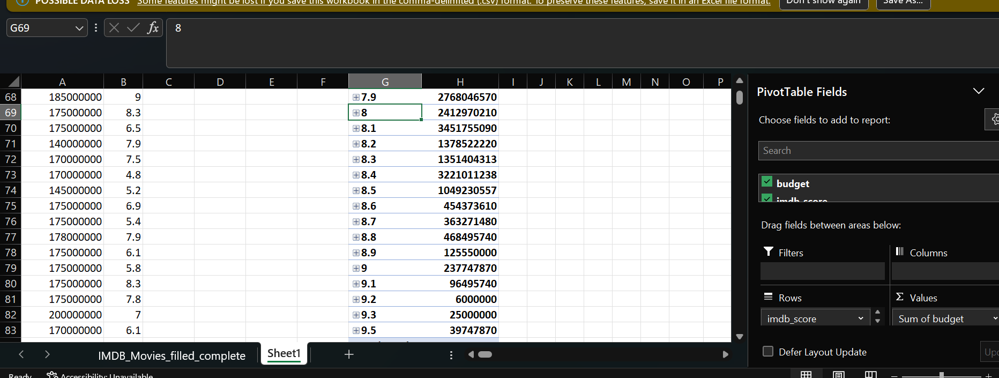 POSSIBLE DATA LOSS Some features might be lost if you save this workbook in the comma-delimited (.csv) format. To preserve these features, save it in an Excel file format. Don't show again Save As...
G69 fx 8
A B C D E F G H I J K L M N O P
68 185000000 9 7.9 2768046570
69 175000000 8.3 8 2412970210
70 175000000 6.5 8.1 3451755090
71 140000000 7.9 8.2 1378522220
72 170000000 7.5 8.3 1351404313
73 170000000 4.8 8.4 3221011238
74 145000000 5.2 8.5 1049230557
75 175000000 6.9 8.6 454373610
76 175000000 5.4 8.7 363271480
77 178000000 7.9 8.8 468495740
78 175000000 6.1 8.9 125550000
79 175000000 5.8 9 237747870
80 175000000 8.3 9.1 96495740
81 175000000 7.8 9.2 6000000
82 200000000 7 9.3 25000000
83 170000000 6.1 9.5 39747870
PivotTable Fields
Choose fields to add to report:
Search
budget
imdb_score
Drag fields between areas below:
Filters Columns
Rows Σ Values
imdb_score Sum of budget
Defer Layout Update
IMDB_Movies_filled_complete Sheet1
Ready Accessibility: Unavailable